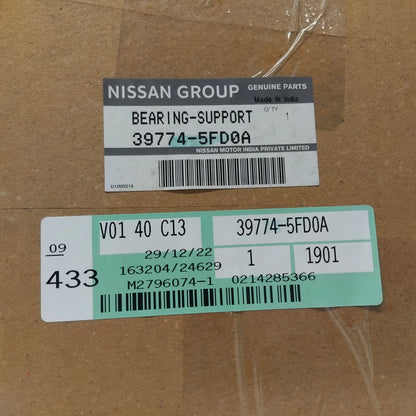 NISSAN GROUP GENUINE PARTS
Made In India
BEARING-SUPPORT Q'TY 1
39774-5FD0A
NISSAN MOTOR INDIA PRIVATE LIMITED
U1IND216
V01 40 C13 39774-5FD0A
09
29/12/22 1 1901
433
163204/24629
M2796074-1 0214285366